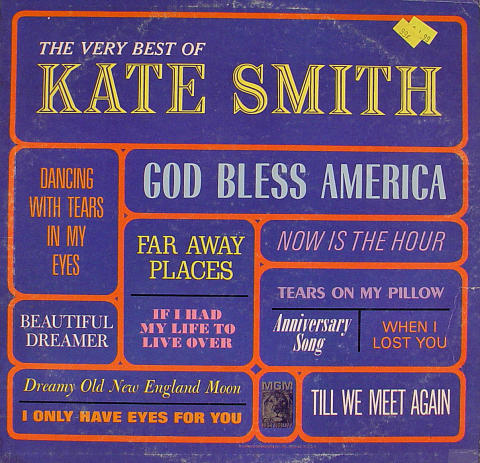 THE VERY BEST OF
KATE SMITH
DANCING
WITH TEARS
IN MY
EYES
GOD BLESS AMERICA
FAR AWAY
PLACES
NOW IS THE HOUR
IF I HAD
MY LIFE TO
LIVE OVER
TEARS ON MY PILLOW
Anniversary
Song
WHEN I
LOST YOU
BEAUTIFUL
DREAMER
Dreamy Old New England Moon
I ONLY HAVE EYES FOR YOU
MGM
TILL WE MEET AGAIN